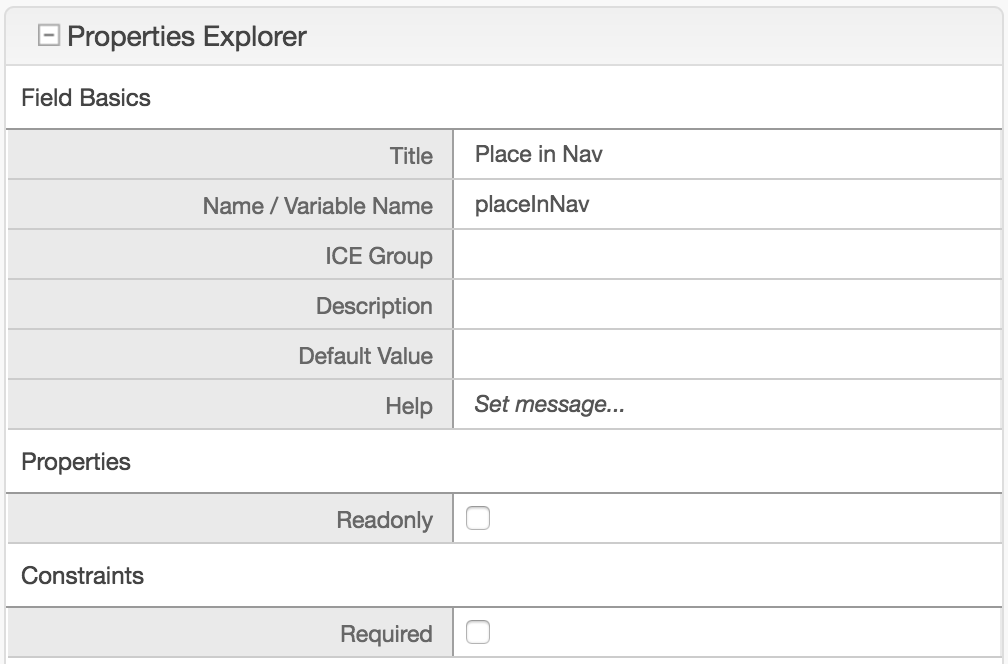 Properties Explorer
Field Basics
Title Place in Nav
Name / Variable Name placeInNav
ICE Group
Description
Default Value
Help Set message...
Properties
Readonly
Constraints
Required